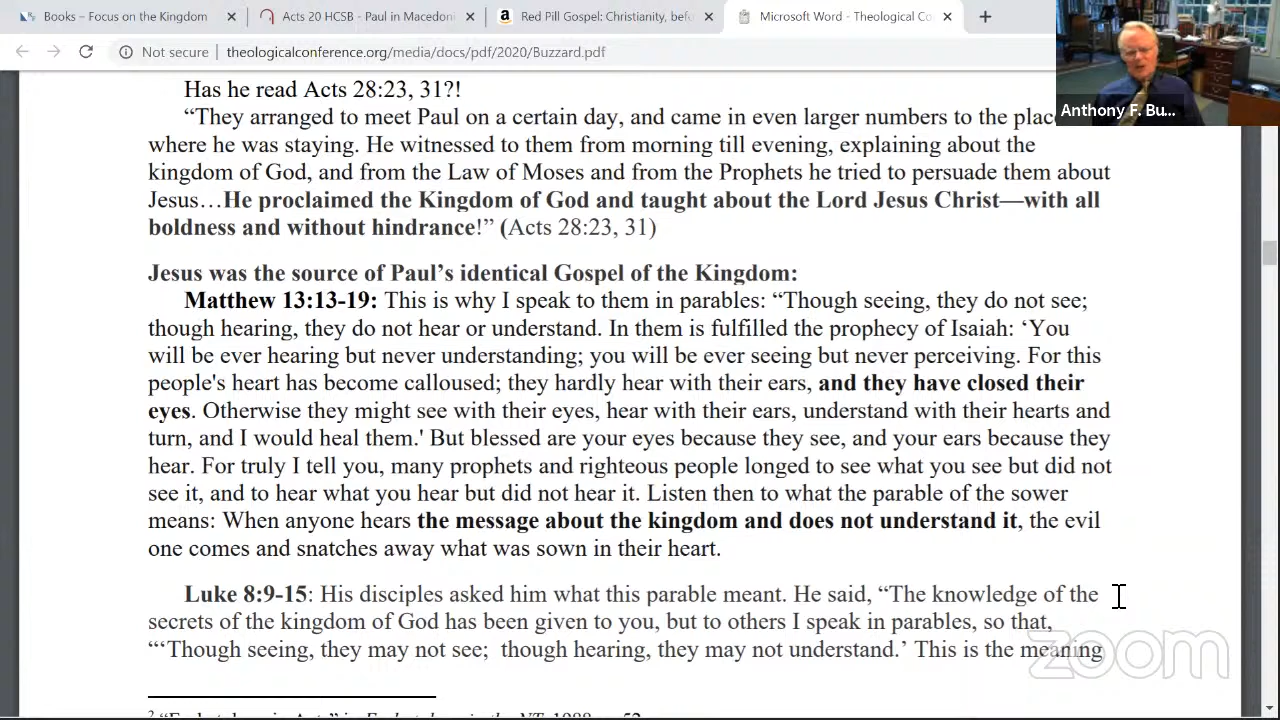 Books – Focus on the Kingdom
Acts 20 HCSB - Paul in Macedoni
Red Pill Gospel: Christianity, bef
Microsoft Word - Theological Co
Not secure | theologicalconference.org/media/docs/pdf/2020/Buzzard.pdf
Anthony F. Bu...
Has he read Acts 28:23, 31?!
“They arranged to meet Paul on a certain day, and came in even larger numbers to the plac
where he was staying. He witnessed to them from morning till evening, explaining about the
kingdom of God, and from the Law of Moses and from the Prophets he tried to persuade them about
Jesus…He proclaimed the Kingdom of God and taught about the Lord Jesus Christ—with all
boldness and without hindrance!” (Acts 28:23, 31)
Jesus was the source of Paul’s identical Gospel of the Kingdom:
Matthew 13:13-19: This is why I speak to them in parables: “Though seeing, they do not see;
though hearing, they do not hear or understand. In them is fulfilled the prophecy of Isaiah: ‘You
will be ever hearing but never understanding; you will be ever seeing but never perceiving. For this
people's heart has become calloused; they hardly hear with their ears, and they have closed their
eyes. Otherwise they might see with their eyes, hear with their ears, understand with their hearts and
turn, and I would heal them.' But blessed are your eyes because they see, and your ears because they
hear. For truly I tell you, many prophets and righteous people longed to see what you see but did not
see it, and to hear what you hear but did not hear it. Listen then to what the parable of the sower
means: When anyone hears the message about the kingdom and does not understand it, the evil
one comes and snatches away what was sown in their heart.
Luke 8:9-15: His disciples asked him what this parable meant. He said, “The knowledge of the
secrets of the kingdom of God has been given to you, but to others I speak in parables, so that,
“‘Though seeing, they may not see; though hearing, they may not understand.’ This is the meaning
zoom